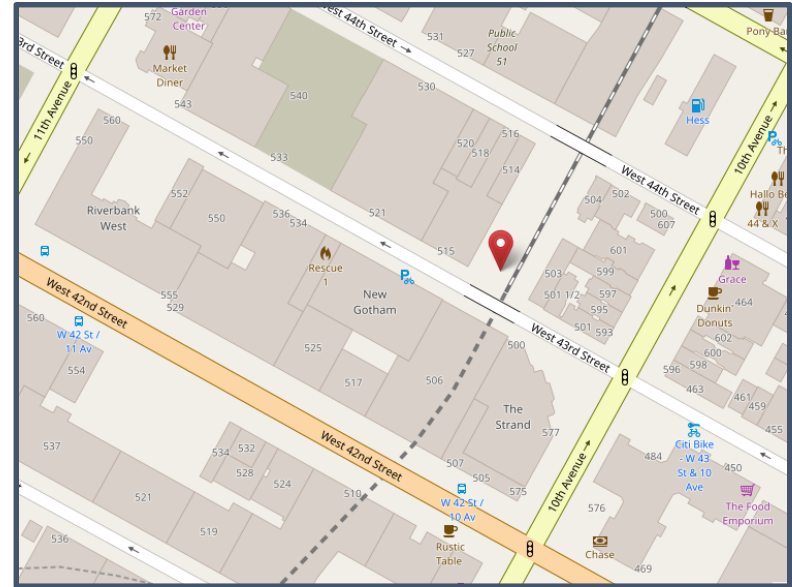 572
Garden
Center
West 44th Street
531
527
Public
School
51
Pony Ba
3rd Street
Market
Diner
543
540
530
Hess
11th Avenue
560
550
533
520
518
516
514
10th Avenue
Th
Hallo Be
44 & X
West 44th Street
504
502
500
607
552
550
Riverbank
West
536
534
521
515
601
599
597
595
593
503
501 1/2
501
Grace
464
Dunkin'
Donuts
602
600
598
596
463
461
459
455
Rescue
1
New
Gotham
West 42nd Street
555
529
560
W 42 St /
11 Av
554
525
517
506
500
West 43rd Street
The
Strand
577
Citi Bike
- W 43
St & 10
Ave
484
450
537
534
532
528
524
521
519
510
West 42nd Street
507
505
575
W 42 St /
10 Av
10th Avenue
576
The Food
Emporium
536
Rustic
Table
Chase
469